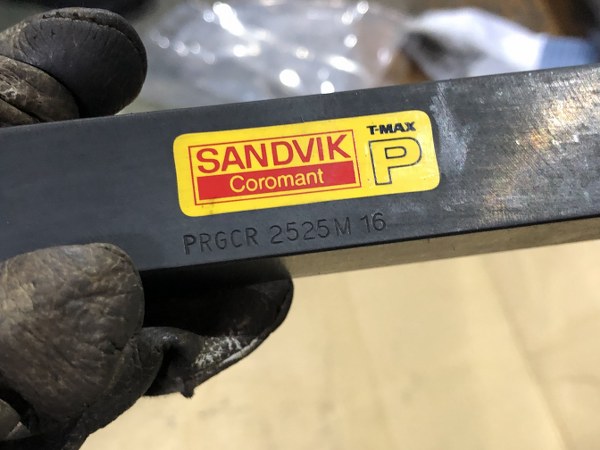 SANDVIK
Coromant
T-MAX
P
PRGCR 2525M 16